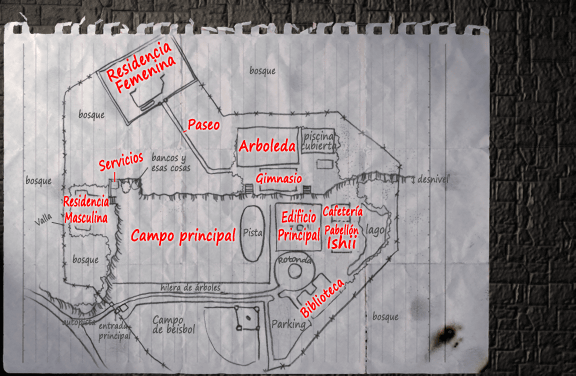 Residencia
Femenina
bosque
bosque
Paseo
Arboleda
piscina
cubierta
Servicios
bancos y
esas cosas
Gimnasio
bosque
desnivel
Residencia
Masculina
Valla
Campo principal
Pista
Edificio
Principal
Cafetería
Pabellón
Ishii
lago
bosque
rotonda
hilera de árboles
Biblioteca
autopista
entrada
principal
Campo
de béisbol
Parking
bosque